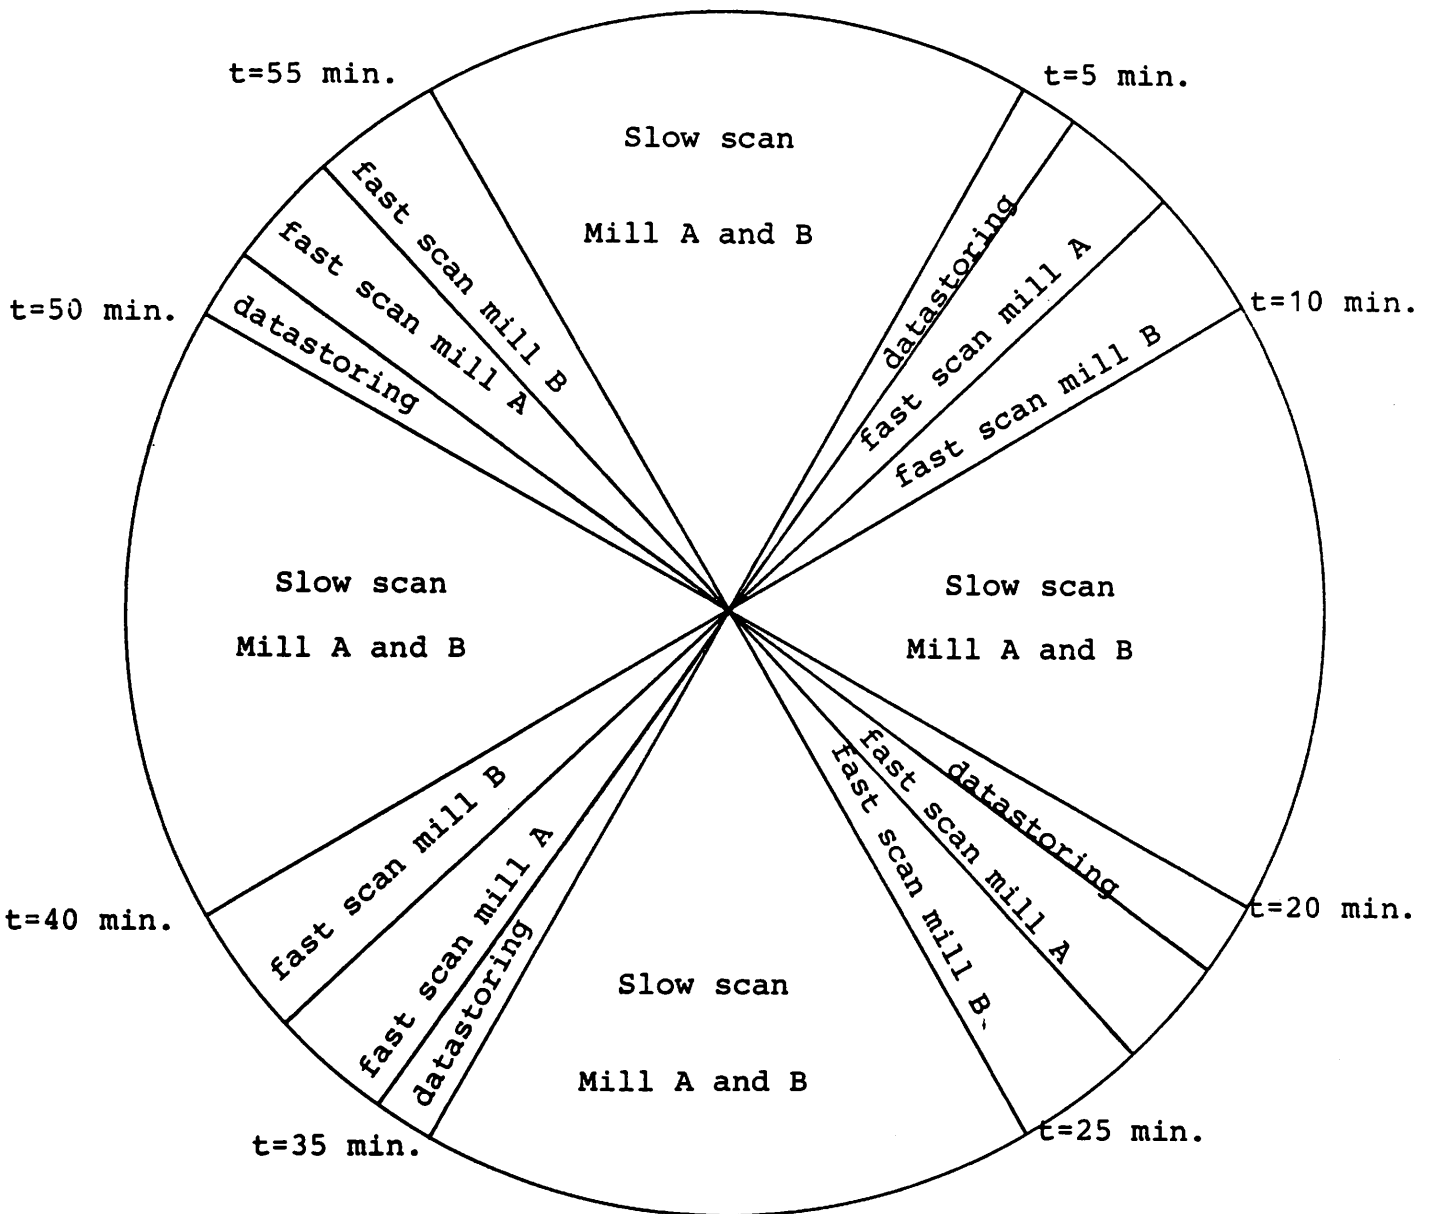 t=55 min.
t=5 min.
Slow scan
Mill A and B
fast scan mill B
fast scan mill A
datastoring
t=50 min.
datastoring
fast scan mill A
fast scan mill B
t=10 min.
Slow scan
Mill A and B
Slow scan
Mill A and B
fast scan mill B
fast scan mill A
datastoring
t=40 min.
datastoring
fast scan mill A
fast scan mill B
t=20 min.
Slow scan
Mill A and B
t=35 min.
t=25 min.